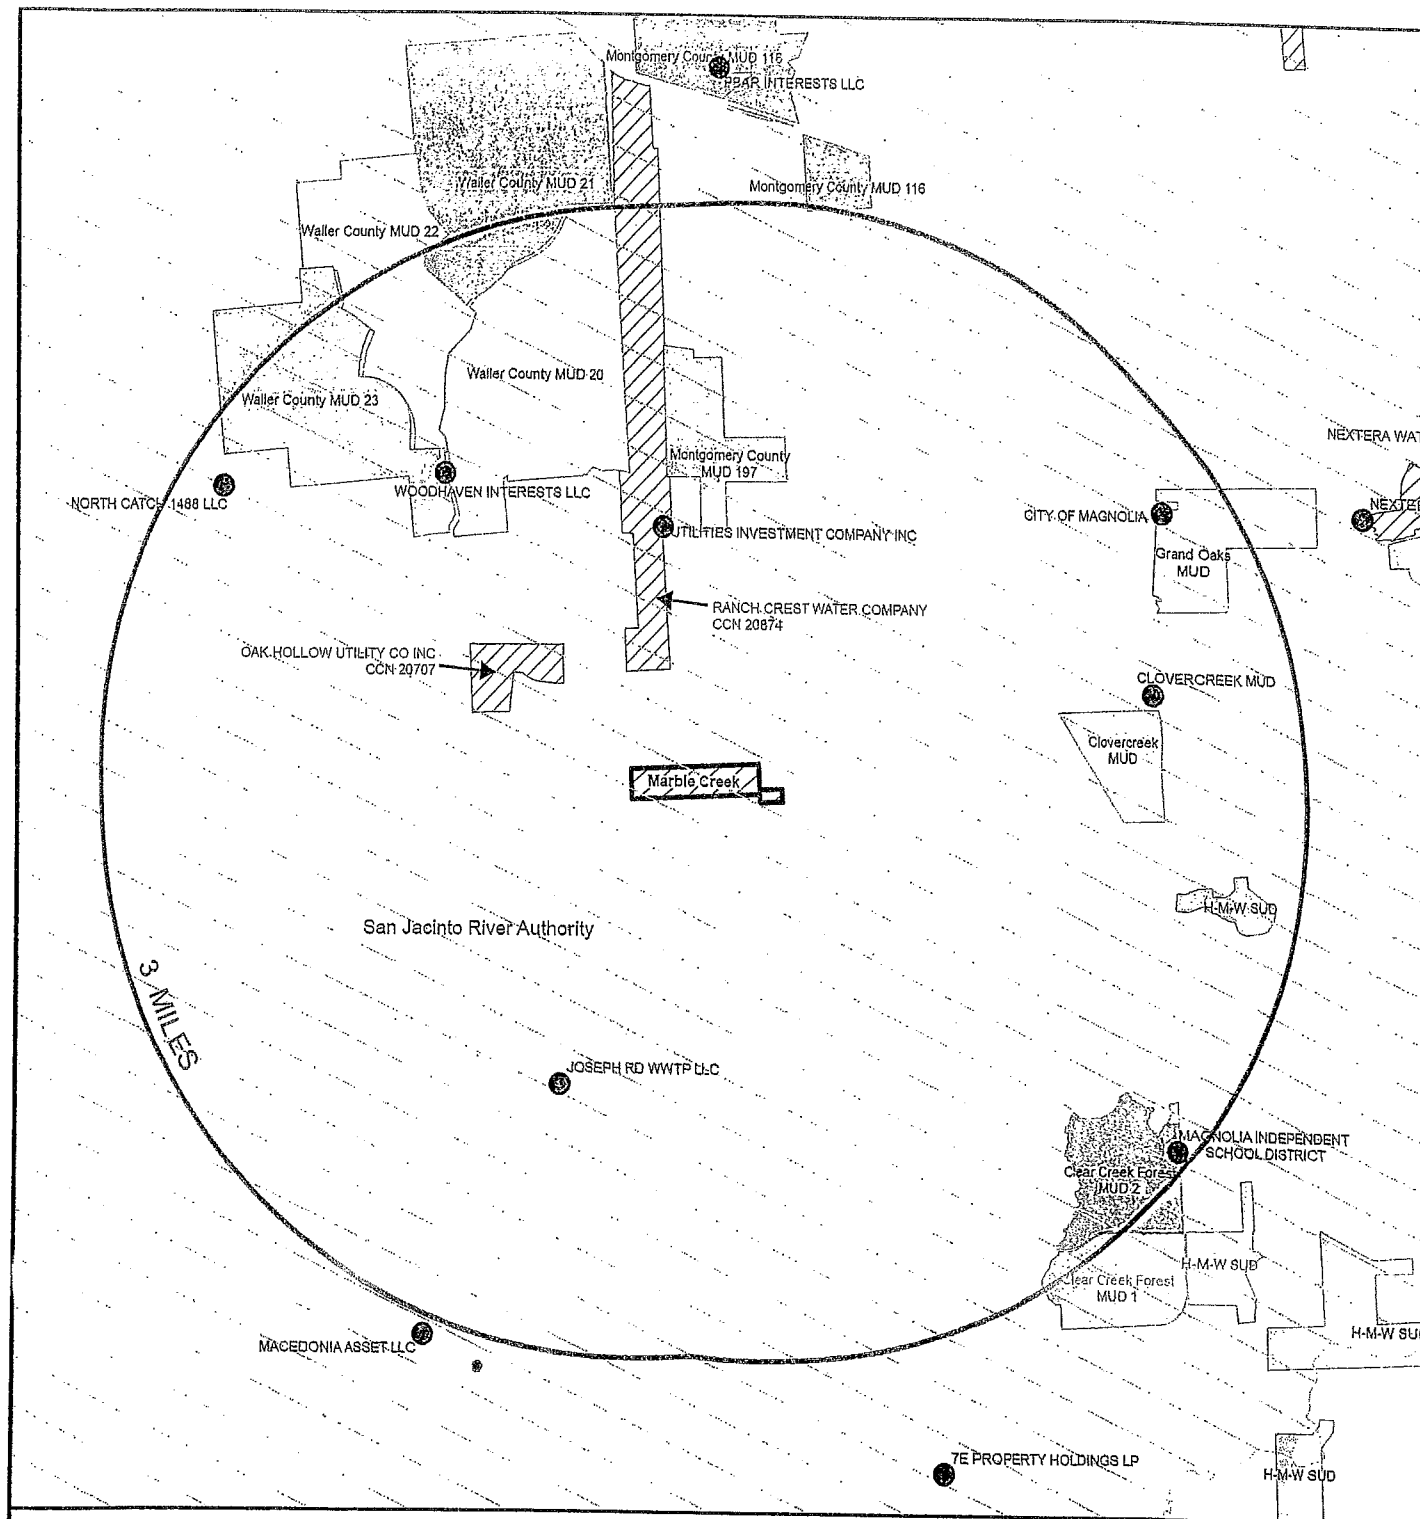 Montgomery County MUD 116
PBAR INTERESTS LLC
Waller County MUD 21
Montgomery County MUD 116
Waller County MUD 22
Waller County MUD 20
Waller County MUD 23
NEXTERA WAT
Montgomery County
MUD 197
WOODHAVEN INTERESTS LLC
NORTH CATCH 1488 LLC
CITY OF MAGNOLIA
NEXTER
UTILITIES INVESTMENT COMPANY INC
Grand Oaks
MUD
RANCH CREST WATER COMPANY
CCN 20874
OAK HOLLOW UTILITY CO INC
CCN 20707
CLOVERCREEK MUD
Clovercreek
MUD
Marble Creek
H-M-W SUD
San Jacinto River Authority
3 MILES
JOSEPH RD WWTP LLC
MAGNOLIA INDEPENDENT
SCHOOL DISTRICT
Clear Creek Forest
MUD 2
H-M-W SUD
Clear Creek Forest
MUD 1
H-M-W SU
MACEDONIA ASSET LLC
7E PROPERTY HOLDINGS LP
H-M-W SUD